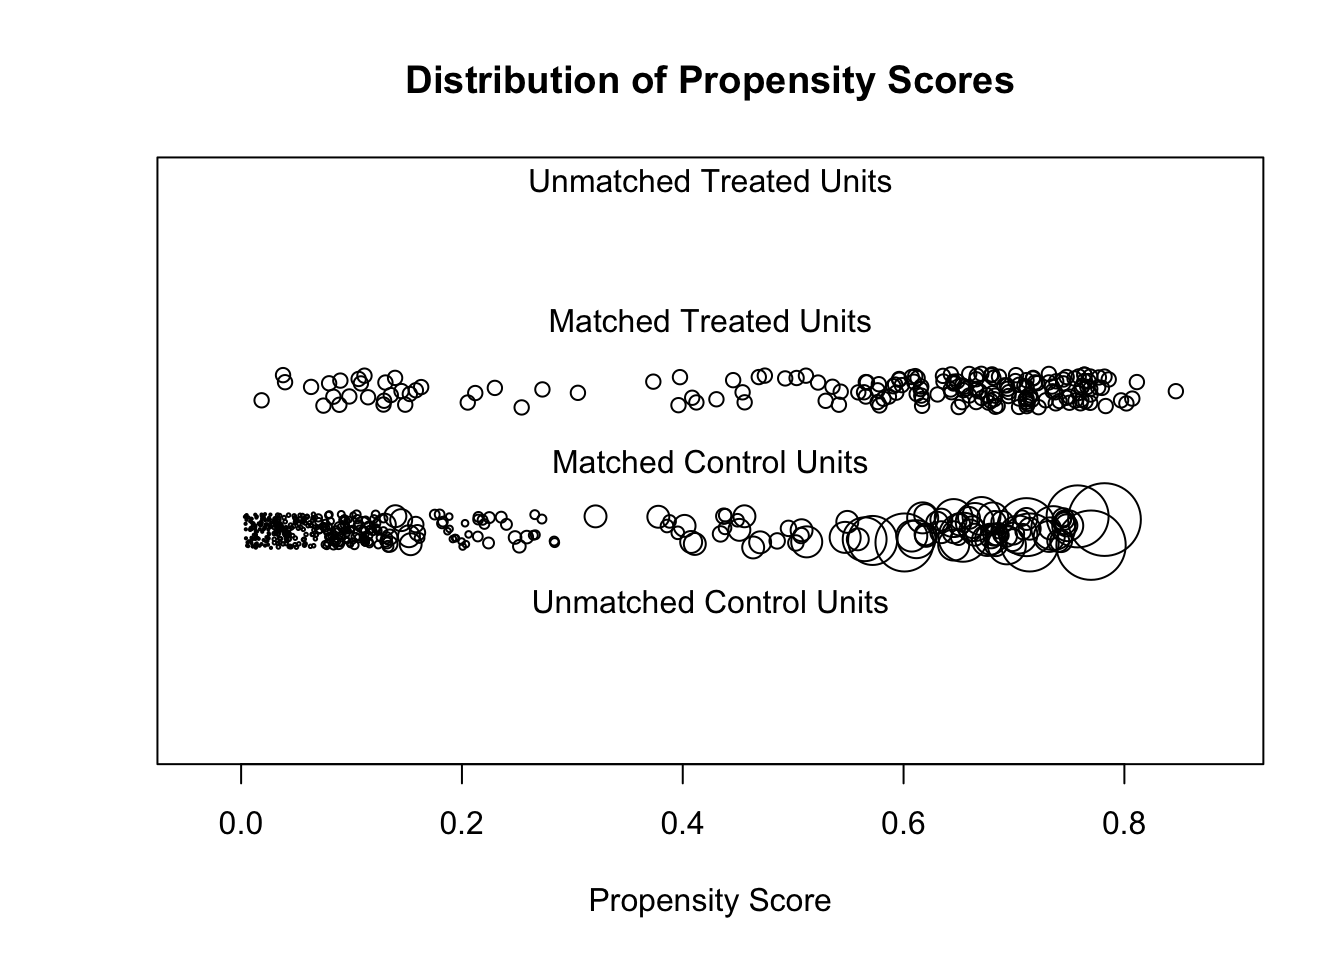 Distribution of Propensity Scores
Unmatched Treated Units
Matched Treated Units
Matched Control Units
Unmatched Control Units
0.0 0.2 0.4 0.6 0.8
Propensity Score